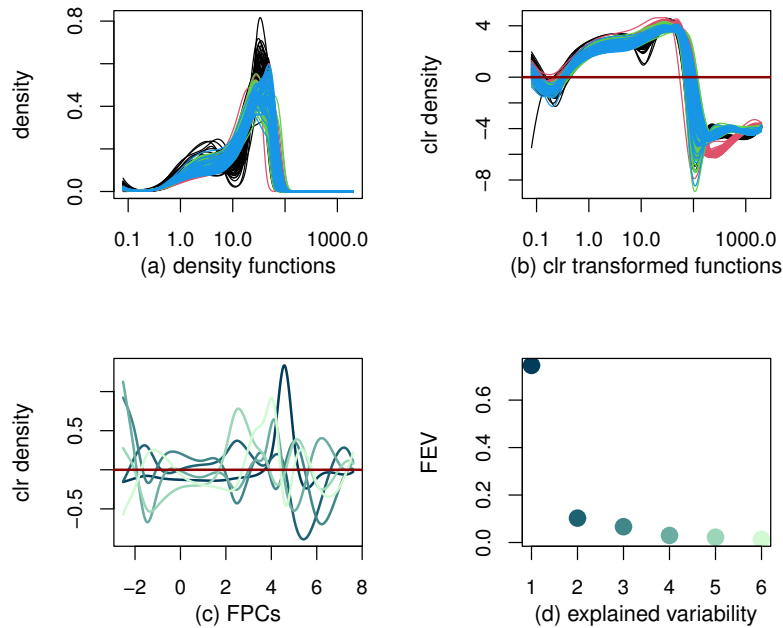 0.8
0.4
0.0
density
0.1 1.0 10.0 1000.0
(a) density functions
4
0
−4
−8
clr density
0.1 10.0 1000.0
(b) clr transformed functions
0.5
−0.5
clr density
−2 0 2 4 6 8
(c) FPCs
0.6
0.4
0.2
0.0
FEV
1 2 3 4 5 6
(d) explained variability